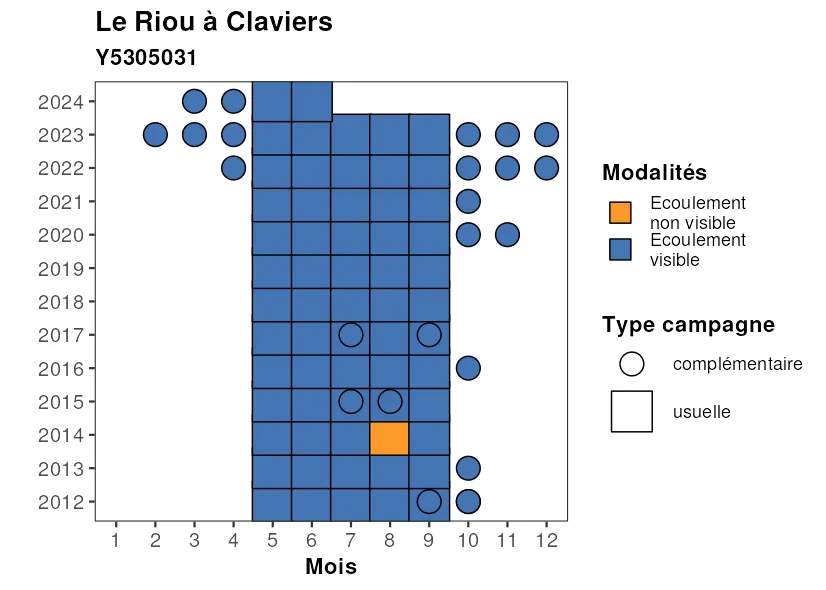 Le Riou à Claviers
Y5305031
2024
2023
2022
2021
2020
2019
2018
2017
2016
2015
2014
2013
2012
1 2 3 4 5 6 7 8 9 10 11 12
Mois
Modalités
Ecoulement
non visible
Ecoulement
visible
Type campagne
complémentaire
usuelle